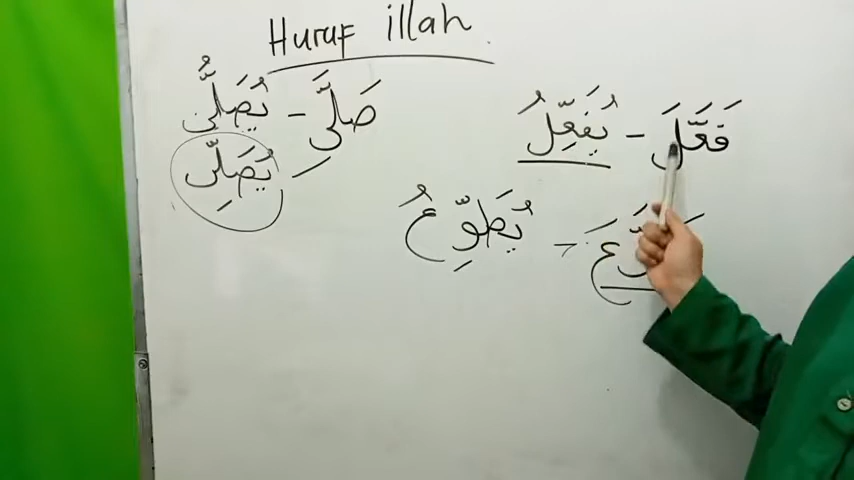 Huruf illah
فَعَّلَ - يُفَعِّلُ
صَلَّى - يُصَلِّيُ
يُصَلِّى
عَ - يُطَوِّعُ